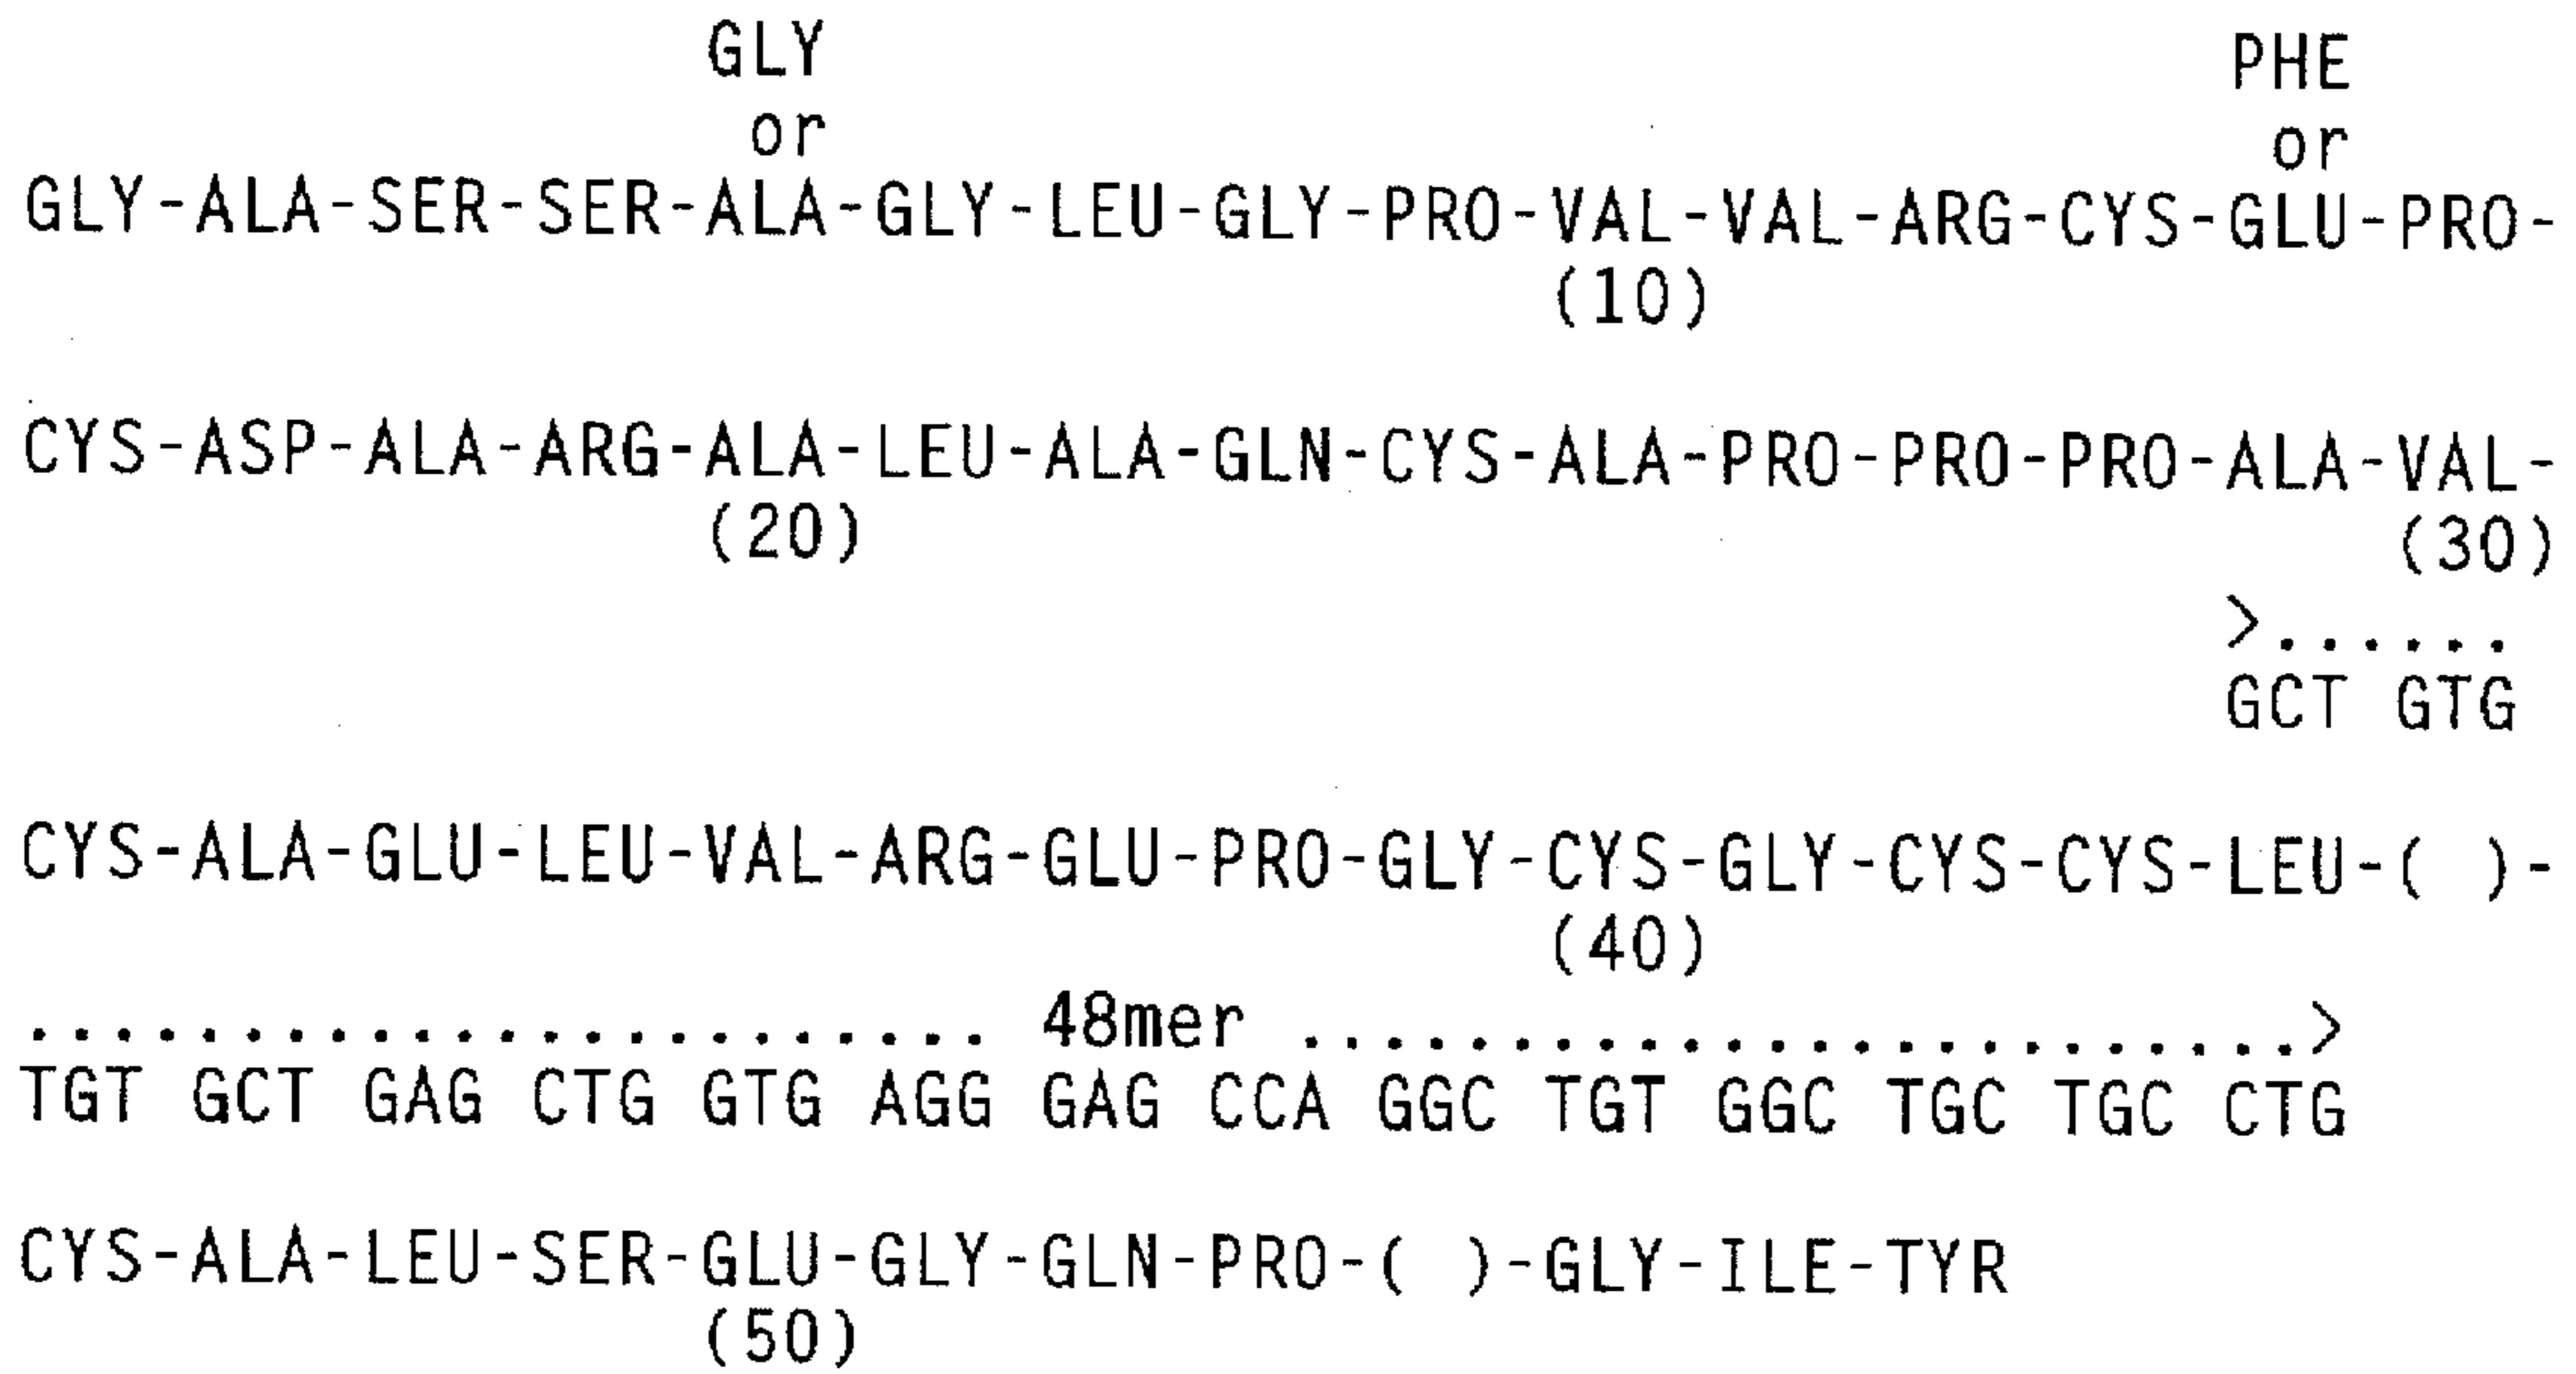 GLY PHE
or or
GLY-ALA-SER-SER-ALA-GLY-LEU-GLY-PRO-VAL-VAL-ARG-CYS-GLU-PRO-
(10)
CYS-ASP-ALA-ARG-ALA-LEU-ALA-GLN-CYS-ALA-PRO-PRO-PRO-ALA-VAL-
(20) (30)
>......
GCT GTG
CYS-ALA-GLU-LEU-VAL-ARG-GLU-PRO-GLY-CYS-GLY-CYS-CYS-LEU-( )-
(40)
....................... 48mer ........................>
TGT GCT GAG CTG GTG AGG GAG CCA GGC TGT GGC TGC TGC CTG
CYS-ALA-LEU-SER-GLU-GLY-GLN-PRO-( )-GLY-ILE-TYR
(50)